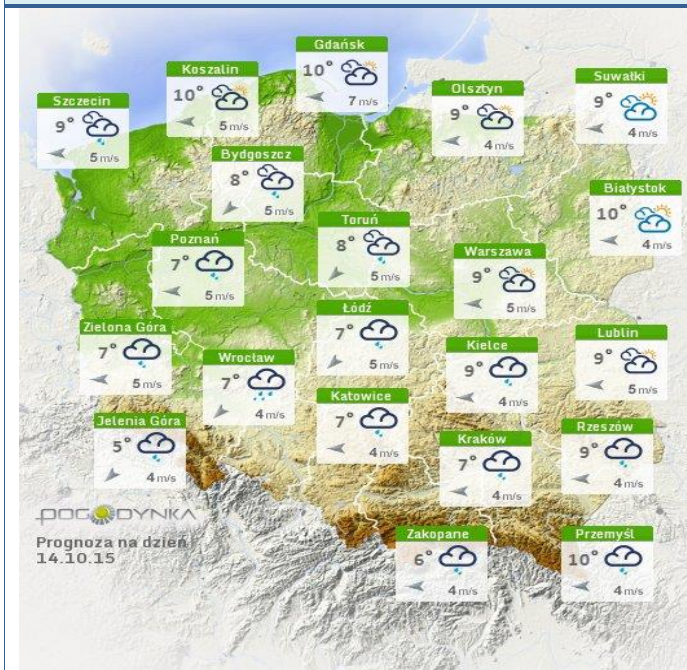 Gdańsk
10°
7 m/s
Koszalin
10°
5 m/s
Suwałki
9°
4 m/s
Olsztyn
9°
4 m/s
Szczecin
9°
5 m/s
Bydgoszcz
8°
5 m/s
Białystok
10°
4 m/s
Toruń
8°
5 m/s
Poznań
7°
5 m/s
Warszawa
9°
5 m/s
Łódź
7°
5 m/s
Zielona Góra
7°
5 m/s
Lublin
9°
5 m/s
Kielce
9°
4 m/s
Wrocław
7°
4 m/s
Katowice
7°
4 m/s
Jelenia Góra
5°
4 m/s
Rzeszów
9°
4 m/s
Kraków
7°
4 m/s
POGODYNKA
Prognoza na dzień
14.10.15
Zakopane
6°
4 m/s
Przemyśl
10°
4 m/s